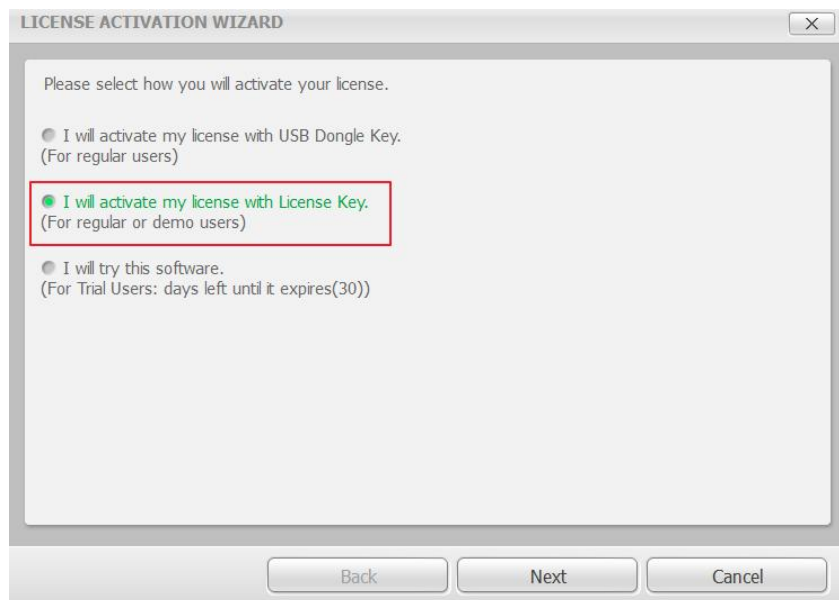 LICENSE ACTIVATION WIZARD
Please select how you will activate your license.
I will activate my license with USB Dongle Key.
(For regular users)
I will activate my license with License Key.
(For regular or demo users)
I will try this software.
(For Trial Users: days left until it expires(30))
Back Next Cancel